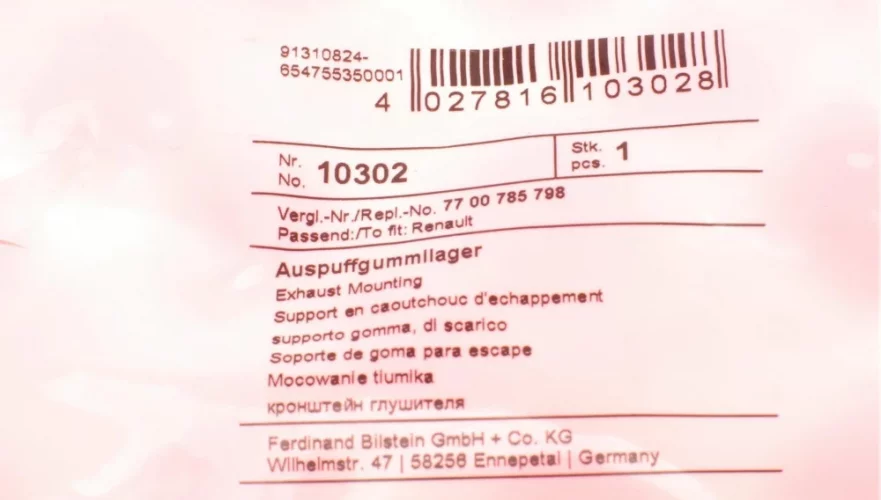 91310824-
654755350001
4 027816 103028
Nr. No. 10302 Stk. pcs. 1
Vergl.-Nr./Repl.-No. 77 00 785 798
Passend:/To fit: Renault
Auspuffgummilager
Exhaust Mounting
Support en caoutchouc d'echappement
supporto gomma, di scarico
Soporte de goma para escape
Mocowanie tlumika
кронштейн глушителя
Ferdinand Bilstein GmbH + Co. KG
Wilhelmstr. 47 | 58256 Ennepetal | Germany